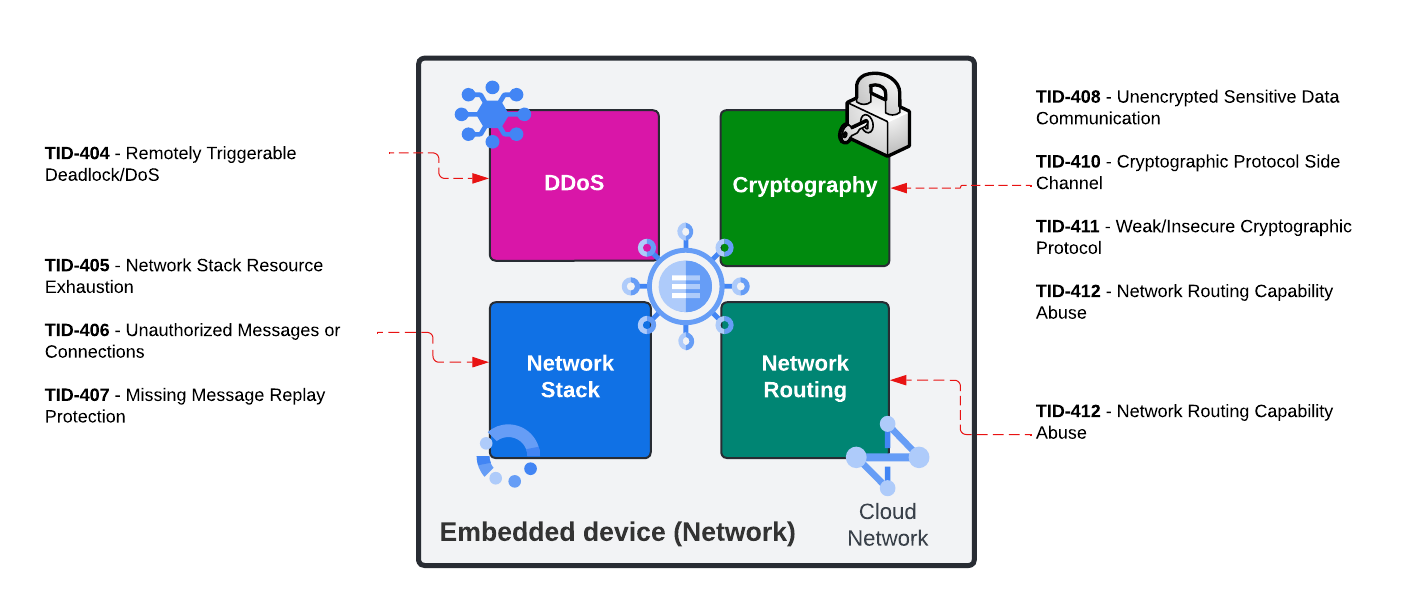 TID-404 - Remotely Triggerable
Deadlock/DoS
TID-405 - Network Stack Resource
Exhaustion
TID-406 - Unauthorized Messages or
Connections
TID-407 - Missing Message Replay
Protection
DDoS
Cryptography
Network
Stack
Network
Routing
Cloud
Network
Embedded device (Network)
TID-408 - Unencrypted Sensitive Data
Communication
TID-410 - Cryptographic Protocol Side
Channel
TID-411 - Weak/Insecure Cryptographic
Protocol
TID-412 - Network Routing Capability
Abuse
TID-412 - Network Routing Capability
Abuse